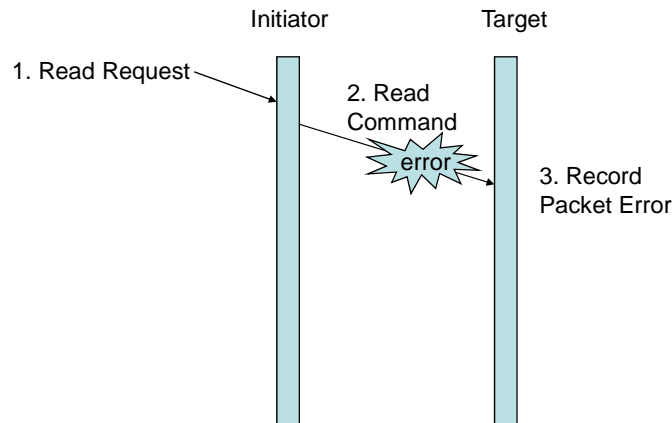 Initiator
Target
1. Read Request
2. Read
Command
error
3. Record
Packet Error